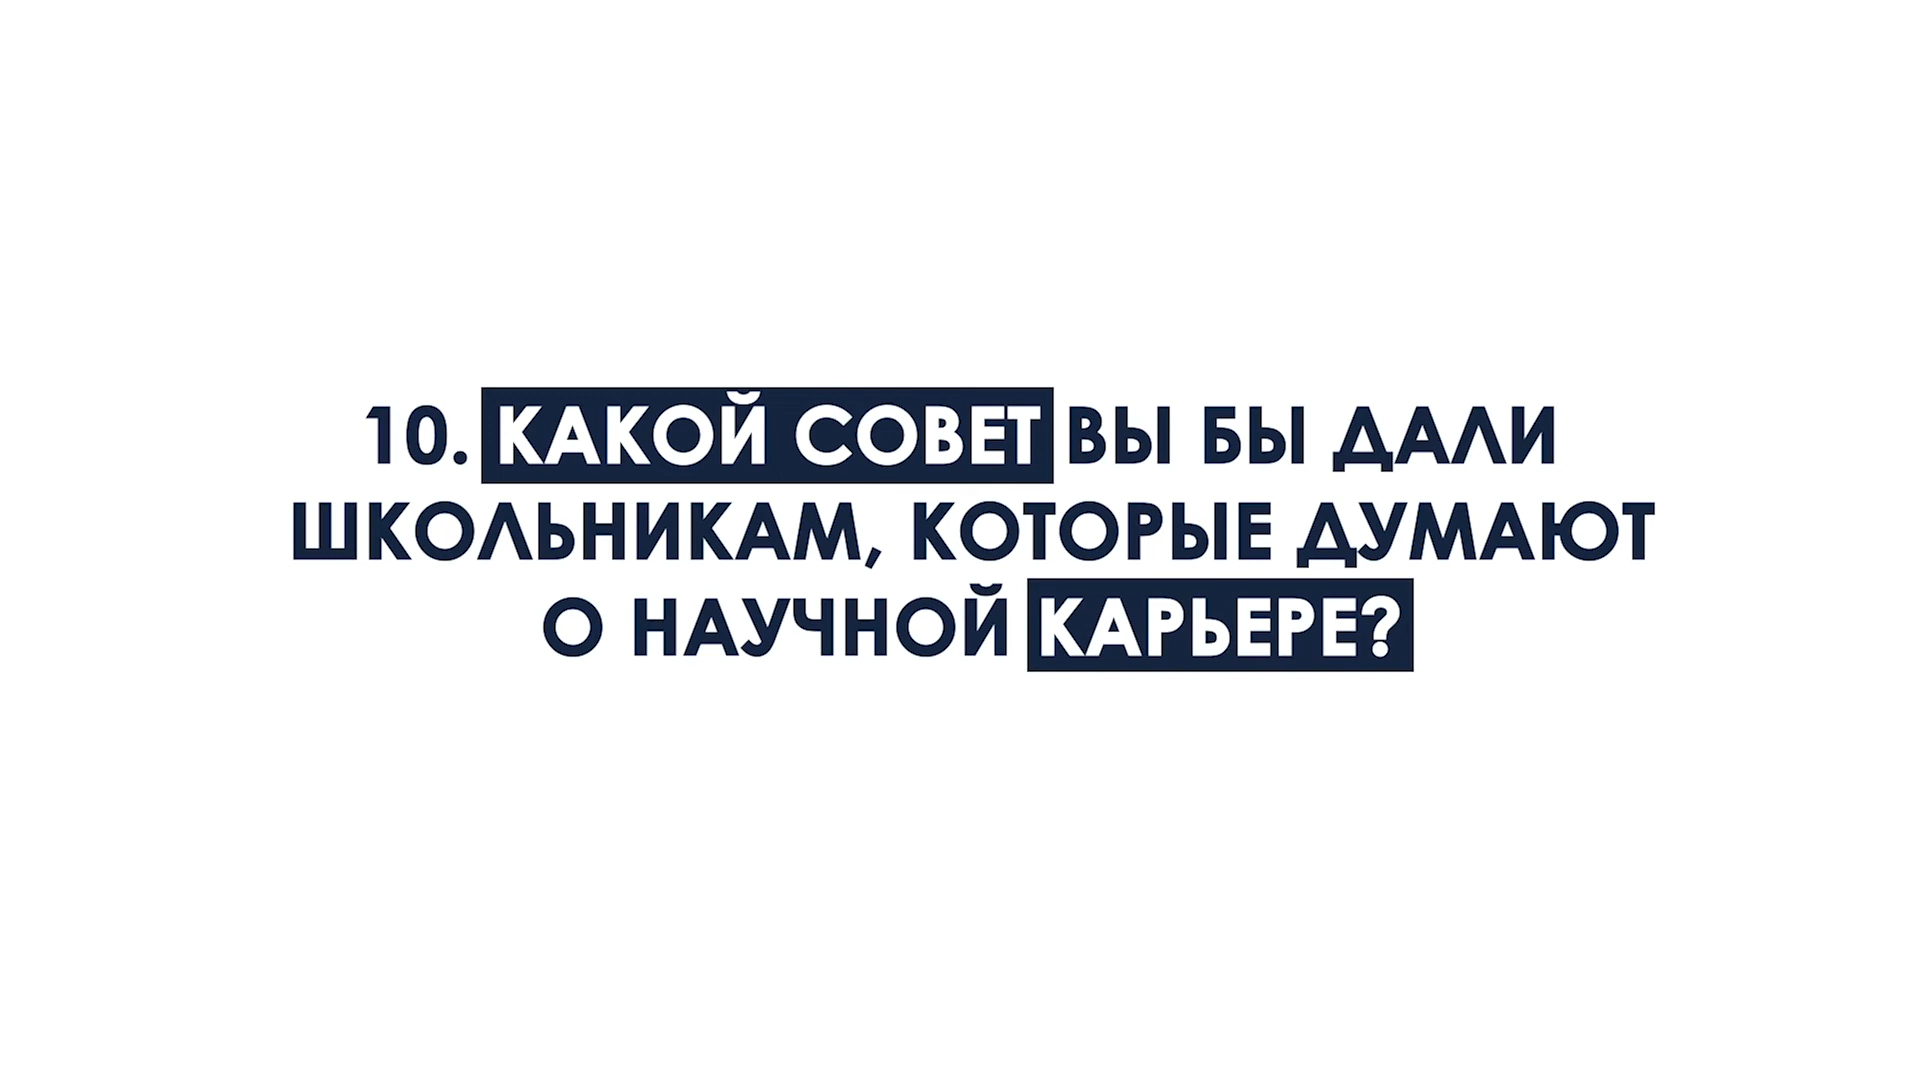 10. КАКОЙ СОВЕТ ВЫ БЫ ДАЛИ
ШКОЛЬНИКАМ, КОТОРЫЕ ДУМАЮТ
О НАУЧНОЙ КАРЬЕРЕ?